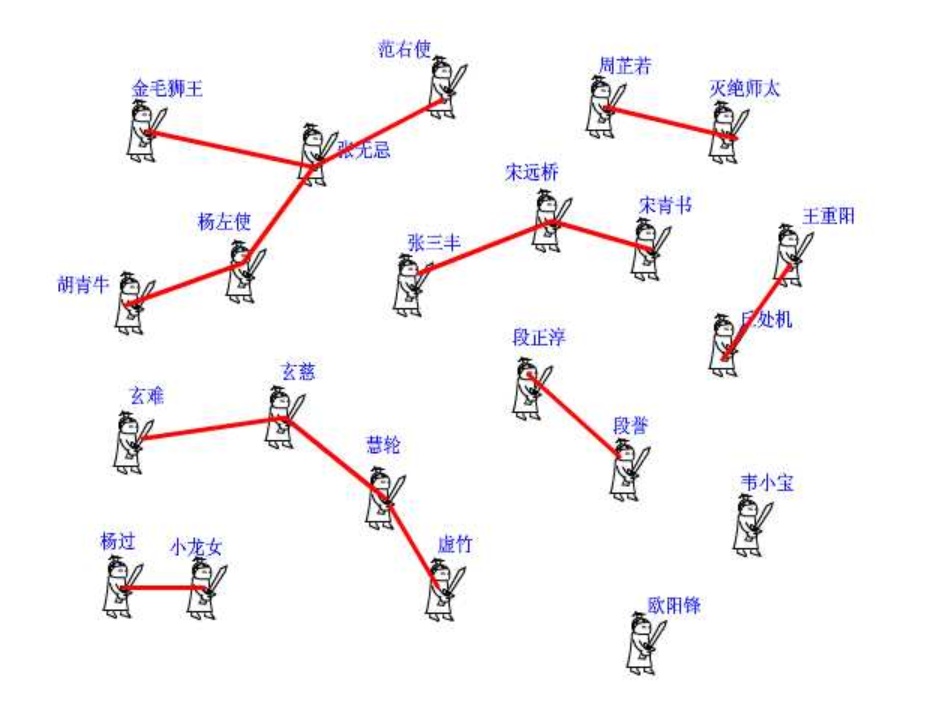 范右使
周芷若
金毛狮王
灭绝师太
张无忌
宋远桥
宋青书
王重阳
杨左使
张三丰
胡青牛
丘处机
段正淳
玄慈
玄难
段誉
慧轮
韦小宝
杨过
小龙女
虚竹
欧阳锋